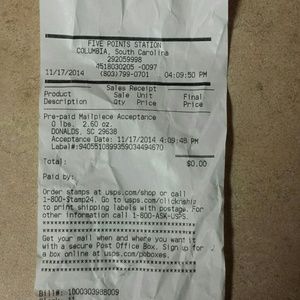 FIVE POINTS STATION
COLUMBIA, South Carolina
292059998
4518030205 -0097
11/17/2014 (803)799-0701 04:09:50 PM
Sales Receipt
Product Sale Unit Final
Description Qty Price Price
Pre-paid Mailpiece Acceptance
0 lbs. 2.60 oz.
DONALDS, SC 29638
Acceptance Date: 11/17/2014 4:09:48 PM
Label#:9405510899359034494670
Total: $0.00
Paid by:
Order stamps at usps.com/shop or call
1-800-Stamp24. Go to usps.com/clicknship
to print shipping labels with postage. For
other information call 1-800-ASK-USPS.
Get your mail when and where you want it
with a secure Post Office Box. Sign up for
a box online at usps.com/poboxes.
Bill#: 1000303938009